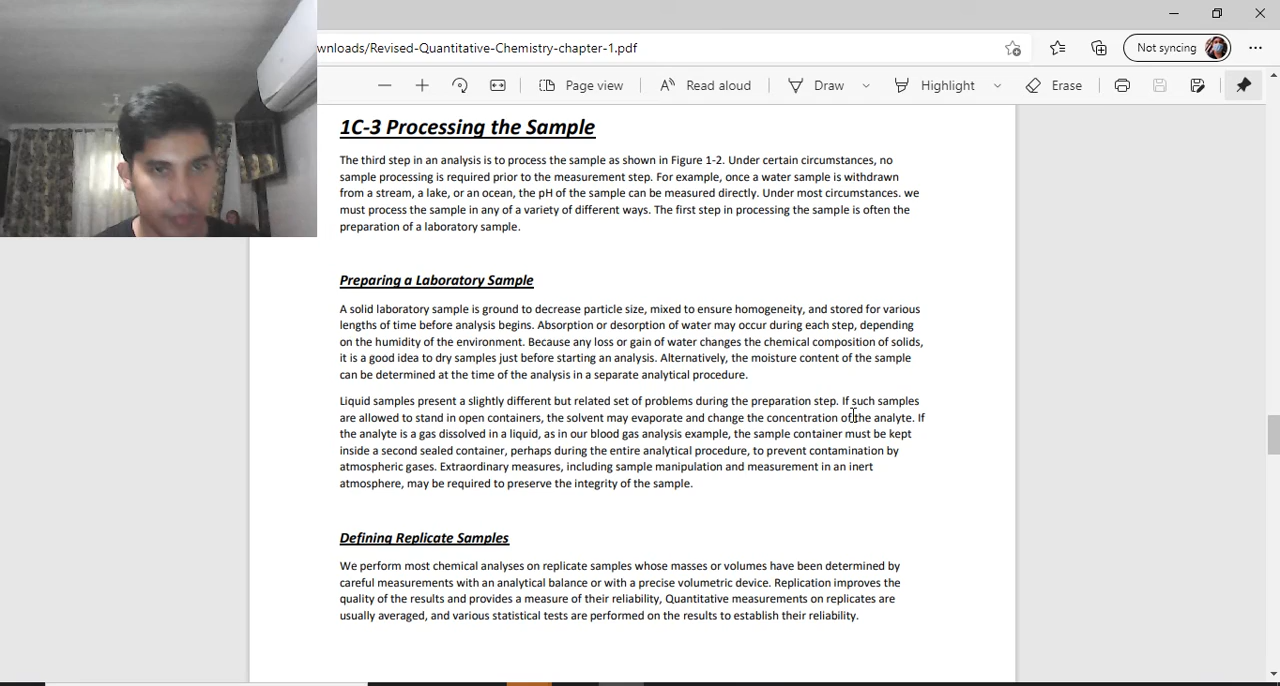 wnloads/Revised-Quantitative-Chemistry-chapter-1.pdf
Not syncing
Page view
Read aloud
Draw
Highlight
Erase
1C-3 Processing the Sample
The third step in an analysis is to process the sample as shown in Figure 1-2. Under certain circumstances, no
sample processing is required prior to the measurement step. For example, once a water sample is withdrawn
from a stream, a lake, or an ocean, the pH of the sample can be measured directly. Under most circumstances. we
must process the sample in any of a variety of different ways. The first step in processing the sample is often the
preparation of a laboratory sample.
Preparing a Laboratory Sample
A solid laboratory sample is ground to decrease particle size, mixed to ensure homogeneity, and stored for various
lengths of time before analysis begins. Absorption or desorption of water may occur during each step, depending
on the humidity of the environment. Because any loss or gain of water changes the chemical composition of solids,
it is a good idea to dry samples just before starting an analysis. Alternatively, the moisture content of the sample
can be determined at the time of the analysis in a separate analytical procedure.
Liquid samples present a slightly different but related set of problems during the preparation step. If such samples
are allowed to stand in open containers, the solvent may evaporate and change the concentration of the analyte. If
the analyte is a gas dissolved in a liquid, as in our blood gas analysis example, the sample container must be kept
inside a second sealed container, perhaps during the entire analytical procedure, to prevent contamination by
atmospheric gases. Extraordinary measures, including sample manipulation and measurement in an inert
atmosphere, may be required to preserve the integrity of the sample.
Defining Replicate Samples
We perform most chemical analyses on replicate samples whose masses or volumes have been determined by
careful measurements with an analytical balance or with a precise volumetric device. Replication improves the
quality of the results and provides a measure of their reliability, Quantitative measurements on replicates are
usually averaged, and various statistical tests are performed on the results to establish their reliability.